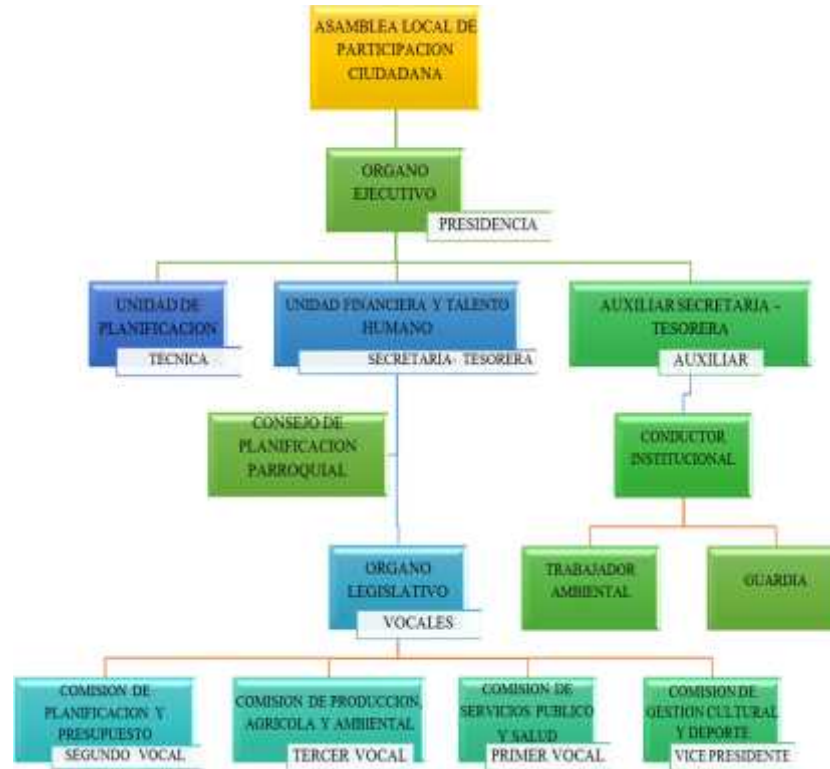 ASAMBLEA LOCAL DE
PARTICIPACION
CIUDADANA
ORGANO
EJECUTIVO
PRESIDENCIA
UNIDAD DE
PLANIFICACION
TECNICA
UNIDAD FINANCIERA Y TALENTO
HUMANO
SECRETARIA- TESORERA
AUXILIAR SECRETARIA –
TESORERA
AUXILIAR
CONSEJO DE
PLANIFICACION
PARROQUIAL
CONDUCTOR
INSTITUCIONAL
ORGANO
LEGISLATIVO
VOCALES
TRABAJADOR
AMBIENTAL
GUARDIA
COMISION DE
PLANIFICACION Y
PRESUPUESTO
SEGUNDO VOCAL
COMISION DE PRODUCCION,
AGRICOLA Y AMBIENTAL
TERCER VOCAL
COMISION DE
SERVICIOS PUBLICO
Y SALUD
PRIMER VOCAL
COMISION DE
GESTION CULTURAL
Y DEPORTE
VICE PRESIDENTE